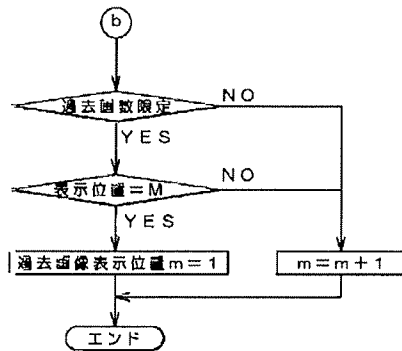 b
過去画数限定
NO
YES
表示位置=M
NO
YES
過去画像表示位置m=1
m=m+1
エンド